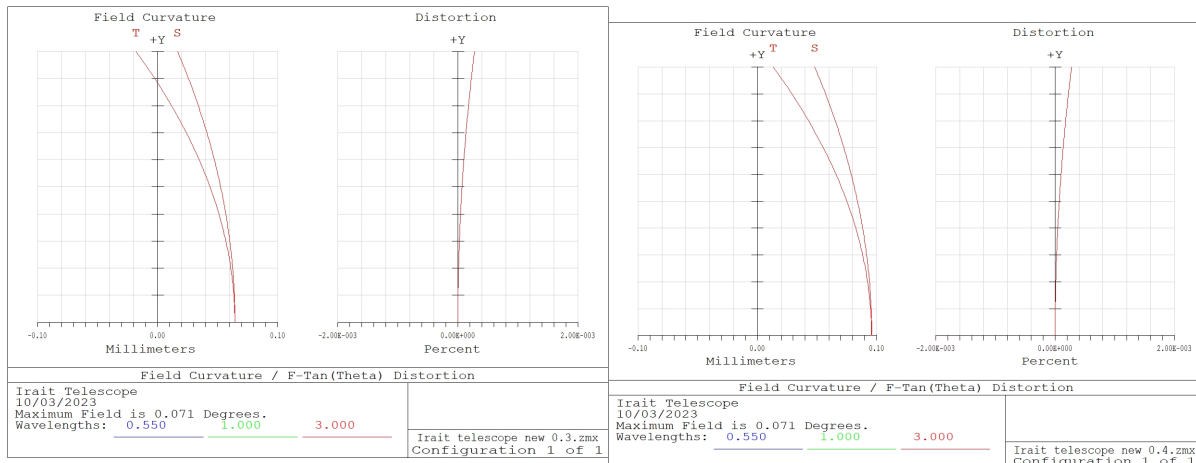 Field Curvature
T S
+Y
Distortion
+Y
-0.10 0.00 0.10
Millimeters
-2.00E-003 0.00E+000 2.00E-003
Percent
Field Curvature / F-Tan(Theta) Distortion
Irait Telescope
10/03/2023
Maximum Field is 0.071 Degrees.
Wavelengths: 0.550 1.000 3.000
Irait telescope new 0.3.zmx
Configuration 1 of 1
Field Curvature
T S
+Y
Distortion
+Y
-0.10 0.00 0.10
Millimeters
-2.00E-003 0.00E+000 2.00E-003
Percent
Field Curvature / F-Tan(Theta) Distortion
Irait Telescope
10/03/2023
Maximum Field is 0.071 Degrees.
Wavelengths: 0.550 1.000 3.000
Irait telescope new 0.4.zmx
Configuration 1 of 1